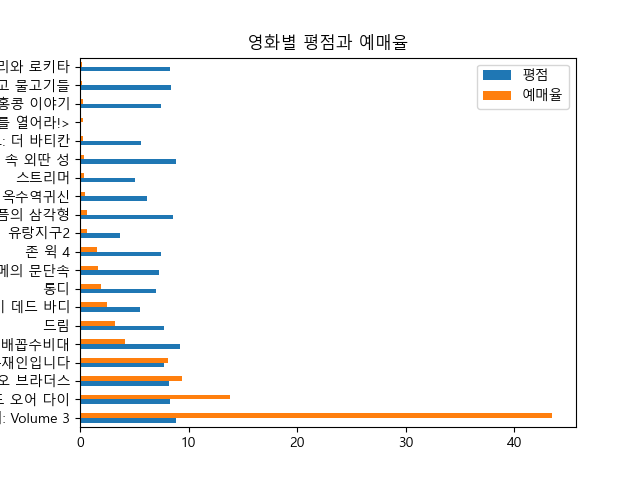 영화별 평점과 예매율
평점
예매율
리와 로키타
고 물고기들
홍콩 이야기
를 열어라!>
: 더 바티칸
속 외딴 성
스트리머
옥수역귀신
픔의 삼각형
유랑지구2
존 윅 4
메의 문단속
롱디
데드 바디
드림
배꼽수비대
재인입니다
오 브라더스
오어 다이
: Volume 3
0 10 20 30 40